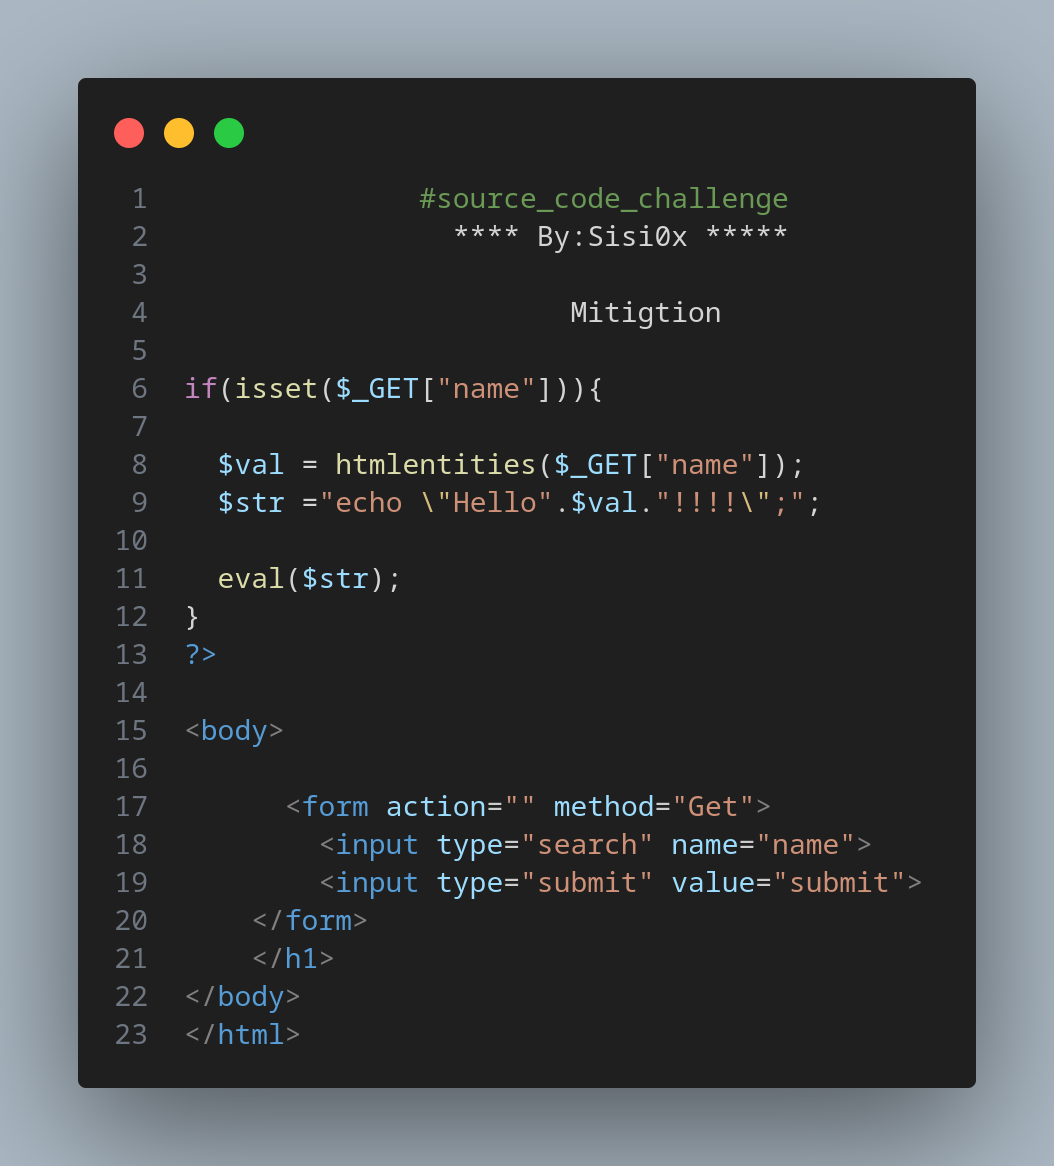 1 #source_code_challenge
2 **** By:Sisi0x *****
3
4 Mitigtion
5
6 if(isset($_GET["name"])){
7
8 $val = htmlentities($_GET["name"]);
9 $str ="echo \"Hello".$val."!!!!\";";
10
11 eval($str);
12 }
13 ?>
14
15 <body>
16
17 <form action="" method="Get">
18 <input type="search" name="name">
19 <input type="submit" value="submit">
20 </form>
21 </h1>
22 </body>
23 </html>